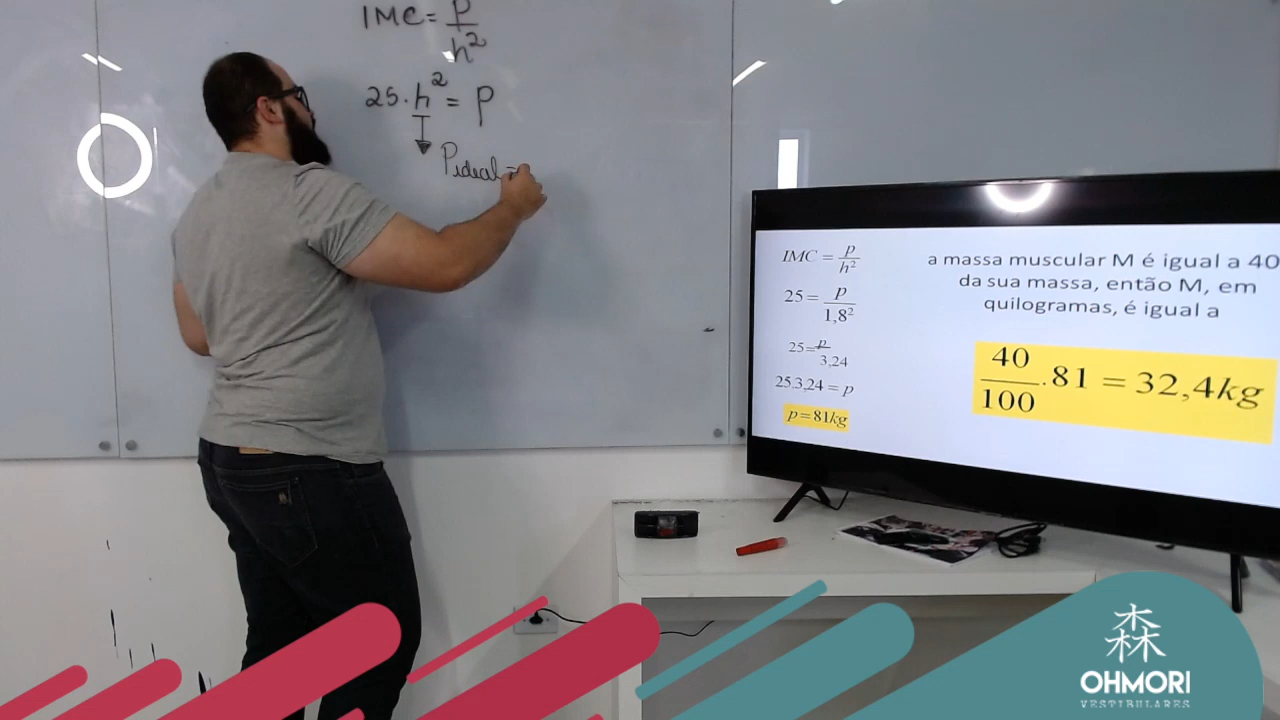 IMC = p
h²
25 · h² = p
Pideal =
IMC = p
h²
25 = p
1,8²
25 = p
3,24
25.3,24 = p
p = 81kg
a massa muscular M é igual a 40
da sua massa, então M, em
quilogramas, é igual a
40
100
.81 = 32,4kg
森
OHMORI
VESTIBULARES